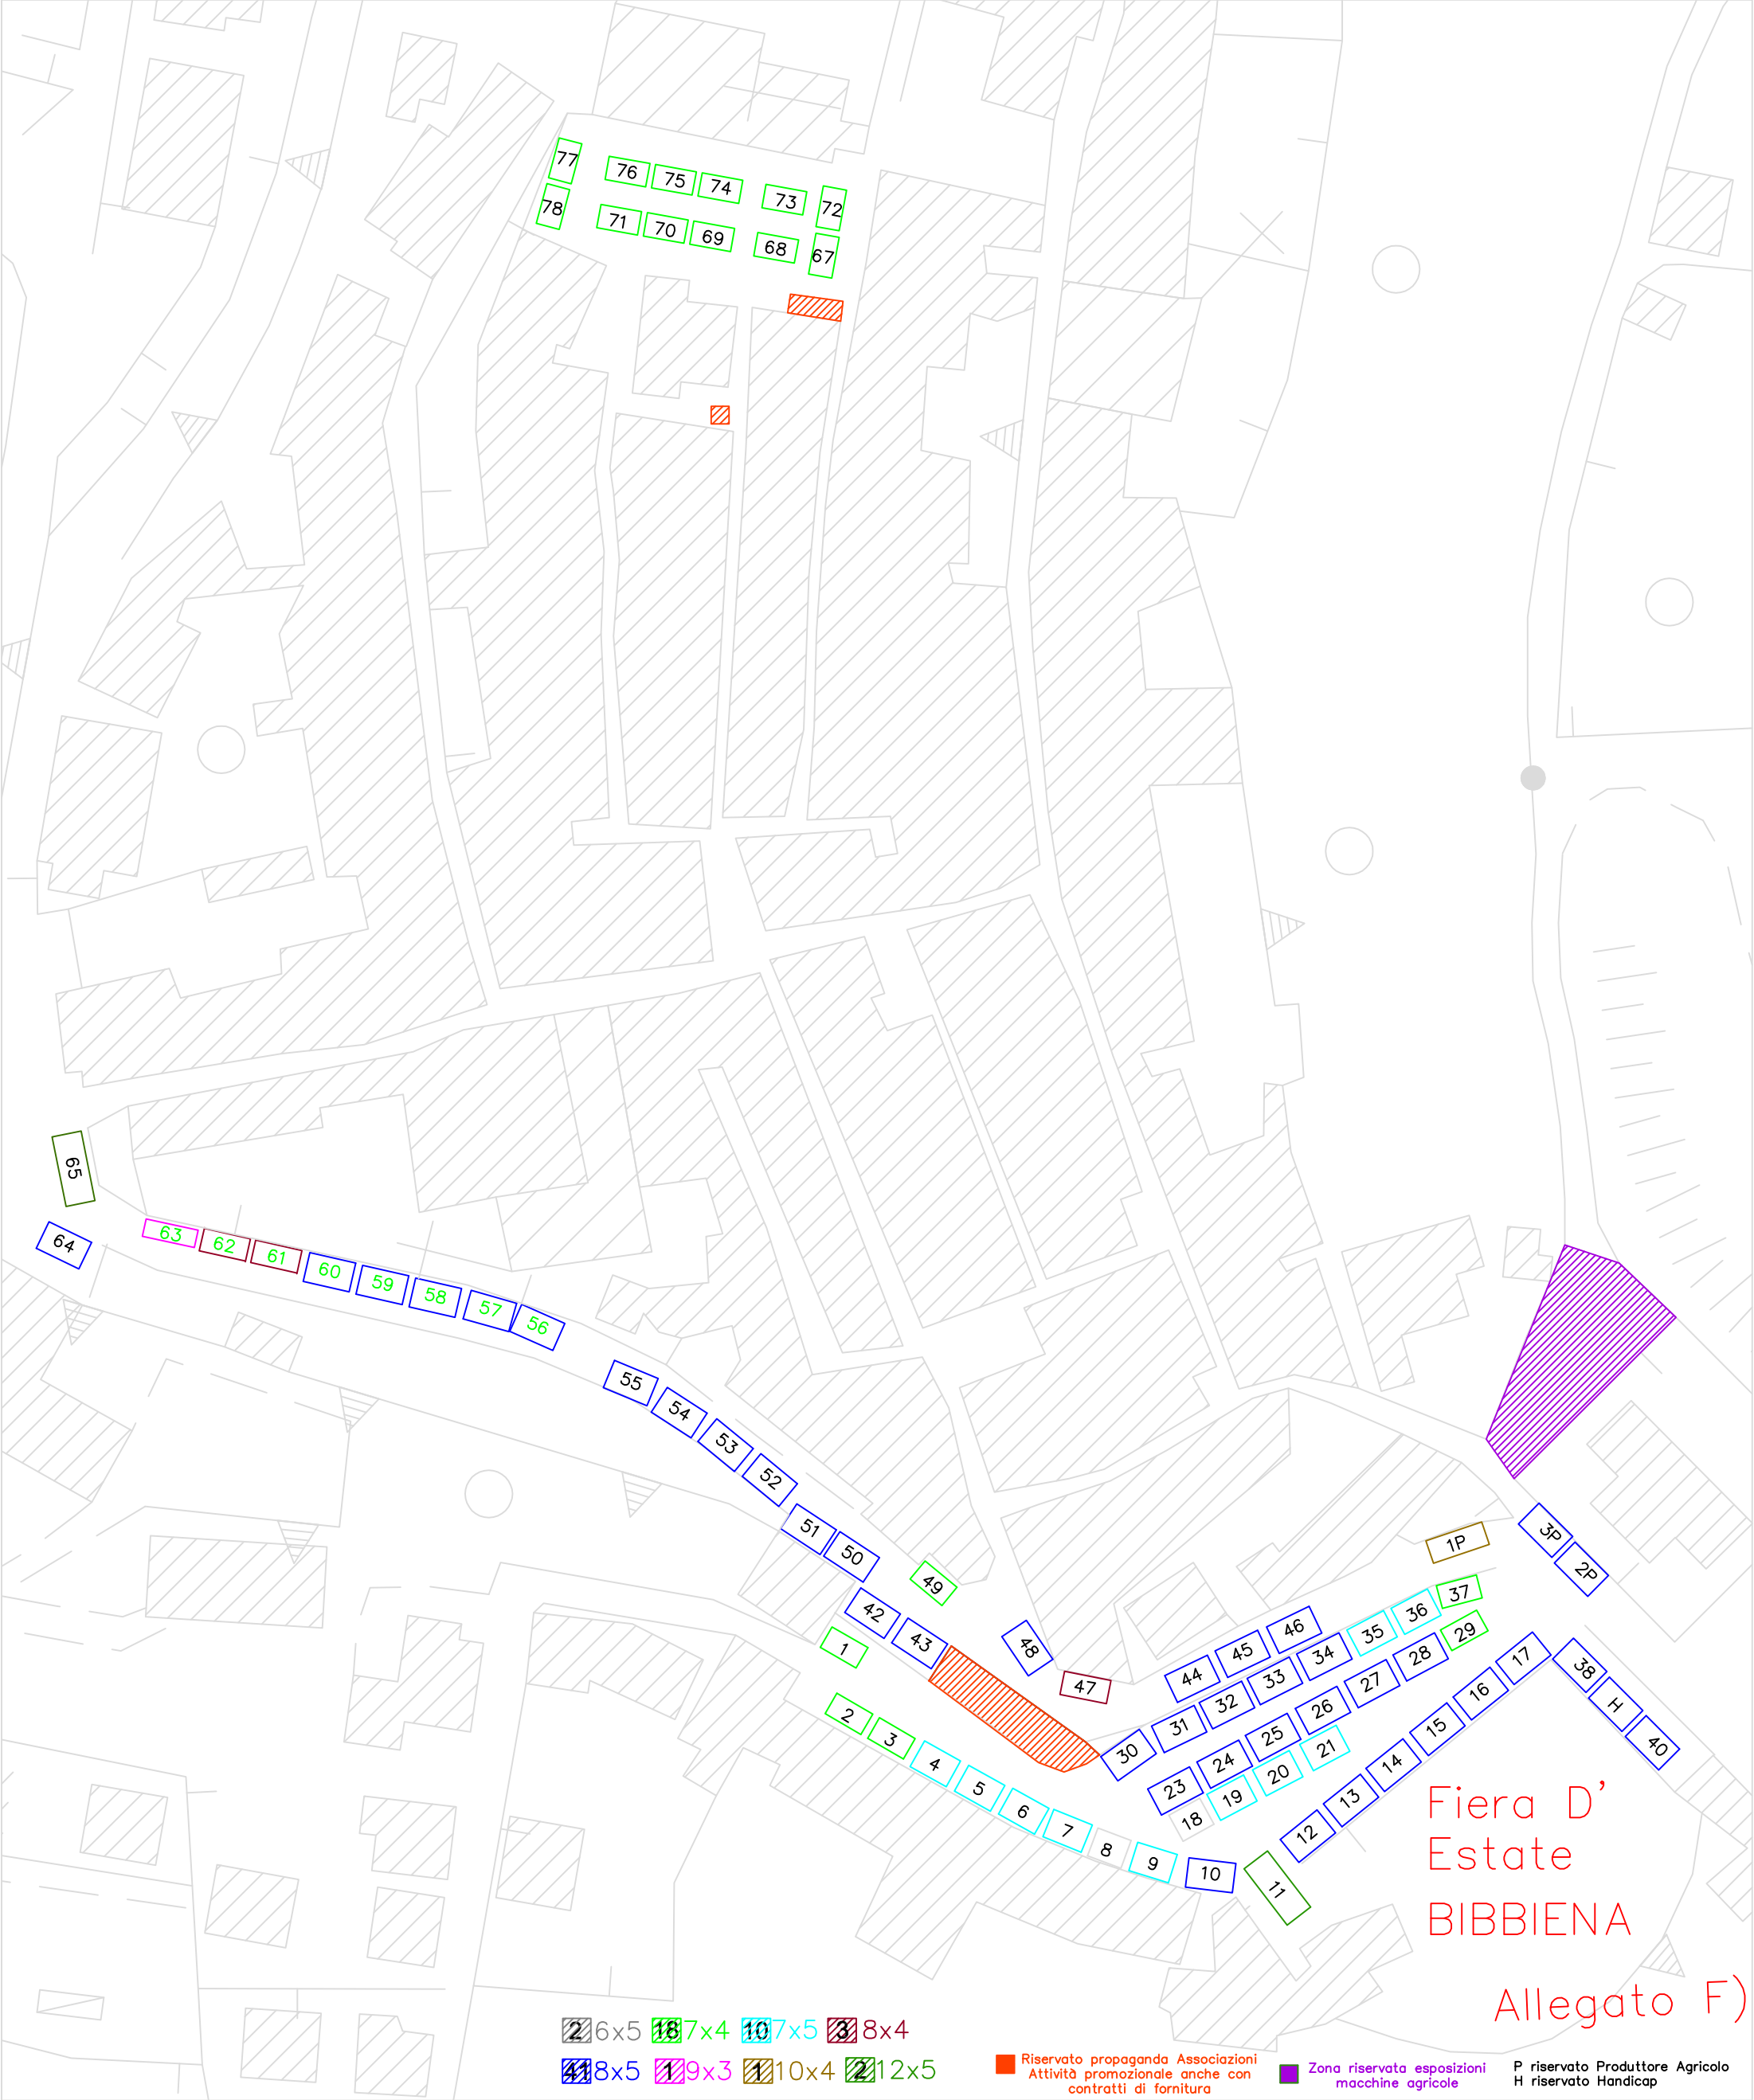 77 76 75 74 73 72
78 71 70 69 68 67
65
64 63 62 61 60 59 58 57 56
55 54 53 52
51 50 49
42 43 48 47
1
2 3 4 5 6 7 8 9 10 11
44 45 46
30 31 32 33 34 35 36 37
1P 3P 2P
23 24 25 26 27 28 29
18 19 20 21
12 13 14 15 16 17
38 H 40
Fiera D'
Estate
BIBBIENA
Allegato F)
2 6x5 18 7x4 10 7x5 3 8x4
41 8x5 1 9x3 1 10x4 2 12x5
Riservato propaganda Associazioni
Attività promozionale anche con
contratti di fornitura
Zona riservata esposizioni
macchine agricole
P riservato Produttore Agricolo
H riservato Handicap